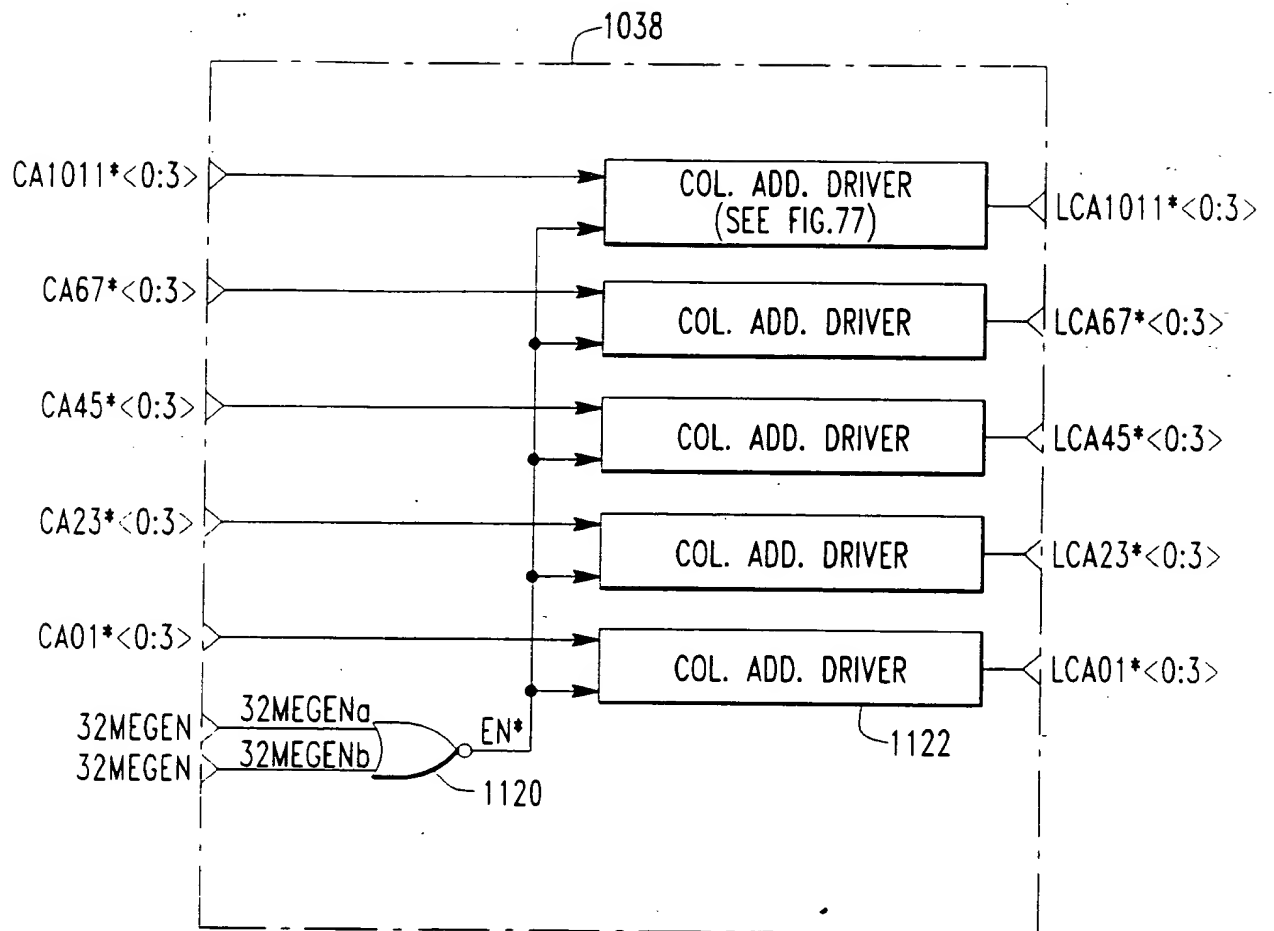 1038
CA1011*<0:3>
COL. ADD. DRIVER
(SEE FIG.77)
LCA1011*<0:3>
CA67*<0:3>
COL. ADD. DRIVER
LCA67*<0:3>
CA45*<0:3>
COL. ADD. DRIVER
LCA45*<0:3>
CA23*<0:3>
COL. ADD. DRIVER
LCA23*<0:3>
CA01*<0:3>
COL. ADD. DRIVER
LCA01*<0:3>
32MEGEN
32MEGENa
EN*
1122
32MEGEN
32MEGENb
1120